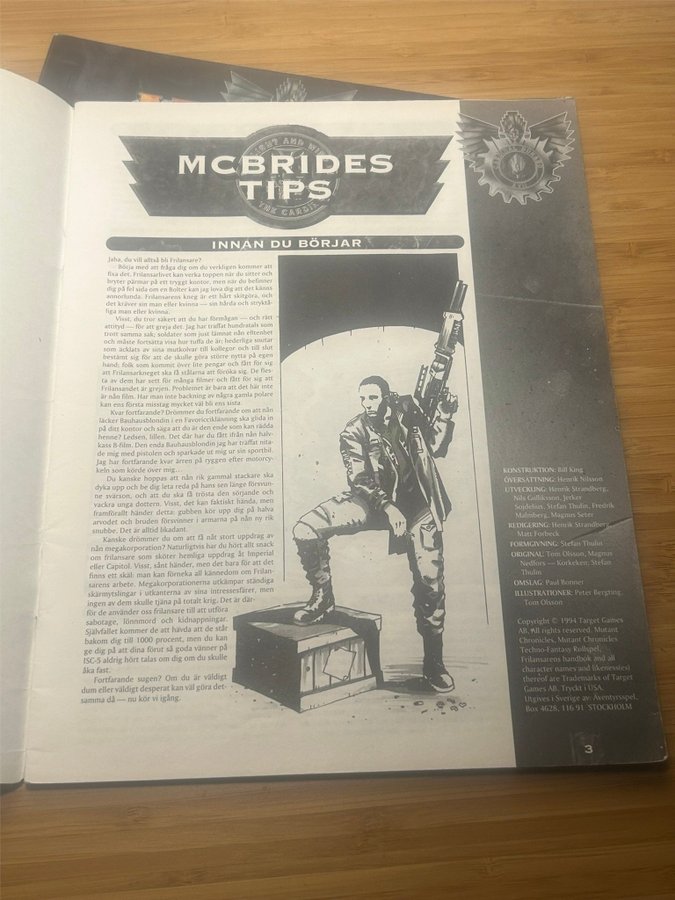 MCBRIDES
TIPS
INNAN DU BÖRJAR
Jaha, du vill alltså bli Frilansare?
Börja med att fråga dig om du verkligen kommer att
fixa det. Frilansarlivet kan verka toppen när du sitter och
bryter pärmar på ett tryggt kontor, men när du befinner
dig på fel sida om en Bolter kan jag lova dig att det känns
annorlunda. Frilansarens kneg är ett hårt skitgöra, och
det kräver sin man eller kvinna — sin hårda och stryktå-
liga man eller kvinna.
Visst, du tror säkert att du har förmågan — och rätt
attityd — för att greja det. Jag har träffat hundratals som
trott samma sak; soldater som just lämnat nån elitenhet
och måste fortsätta visa hur tuffa de är; hederliga snutar
som acklats av sina mutkolvar till kollegor och till slut
bestämt sig för att de skulle göra större nytta på egen
hand; folk som kommit över lite pengar och fått för sig
att Frilansarkneget ska få stålarna att föröka sig. De fles-
ta av dem har sett för många filmer och fått för sig att
Frilansandet är grejen. Problemet är bara att det här inte
är nån film. Har man inte backning av några gamla polare
kan ens första misstag mycket väl bli ens sista.
Kvar fortfarande? Drömmer du fortfarande om att nån
läcker Bauhausblondin i en Favoricciklänning ska glida in
på ditt kontor och säga att du är den ende som kan rädda
henne? Ledsen, lillen. Det där har du fått ifrån nån halv-
kass B-film. Den enda Bauhausblondin jag har träffat nita-
de mig med pistolen och sparkade mig ut ur sin sportbil.
Jag har fortfarande kvar ärren på ryggen efter motorcy-
keln som körde över mig...
Du kanske hoppas att nån rik gammal stackare ska
dyka upp och be dig leta reda på hans sen länge försvun-
ne svärson, och att du ska få trösta den sörjande och
vackra unga dottern. Visst, det kan faktiskt hända, men
framförallt händer detta; gubben kör upp dig på halva
arvodet och bruden försvinner i armarna på nån ny rik
snubbe. Det är alltid likadant.
Kanske drömmer du om att få nåt stort uppdrag av
nån megakorporation? Naturligtvis har du hört allt snack
om frilansare som sköter hemliga uppdrag åt Imperial
eller Capitol. Visst, sånt händer, men det bara för att det
finns ett skäl: man kan förneka all kännedom om Frilan-
sarens arbete. Megakorporationerna utkämpar ständiga
skärmytslingar i utkanterna av sina intressesfärer, men
ingen av dem skulle tjäna på totalt krig. Det är där-
för de använder oss frilansare till att utföra
sabotage, lönnmord och kidnappningar.
Självfallet kommer de att hävda att de står
bakom dig till 1000 procent, men du kan
ge dig på att dina förut så goda vänner på
ISC-5 aldrig hört talas om dig om du skulle
åka fast.
Fortfarande sugen? Om du är väldigt
dum eller väldigt desperat kan väl göra det-
samma då — nu kör vi igång.
KONSTRUKTION: Bill King
ÖVERSÄTTNING: Henrik Nilsson
UTVECKLING: Henrik Strandberg,
Nils Gulliksson, Jerker
Sojdelius, Stefan Thulin, Fredrik
Malmberg, Magnus Seter
REDIGERING: Henrik Strandberg,
Matt Forbeck
FORMGIVNING: Stefan Thulin
ORIGINAL: Tom Olsson, Magnus
Nedfors — Korkeken; Stefan
Thulin
OMSLAG: Paul Bonner
ILLUSTRATIONER: Peter Bergting,
Tom Olsson
Copyright © 1994 Target Games
AB. All rights reserved. Mutant
Chronicles, Mutant Chronicles
Techno-Fantasy Rollspel,
Frilansarens handbok and all
character names and likeness(es)
thereof are Trademarks of Target
Games AB. Tryckt i USA.
Utgives i Sverige av: Äventyrsspel,
Box 4628, 116 91 STOCKHOLM
3